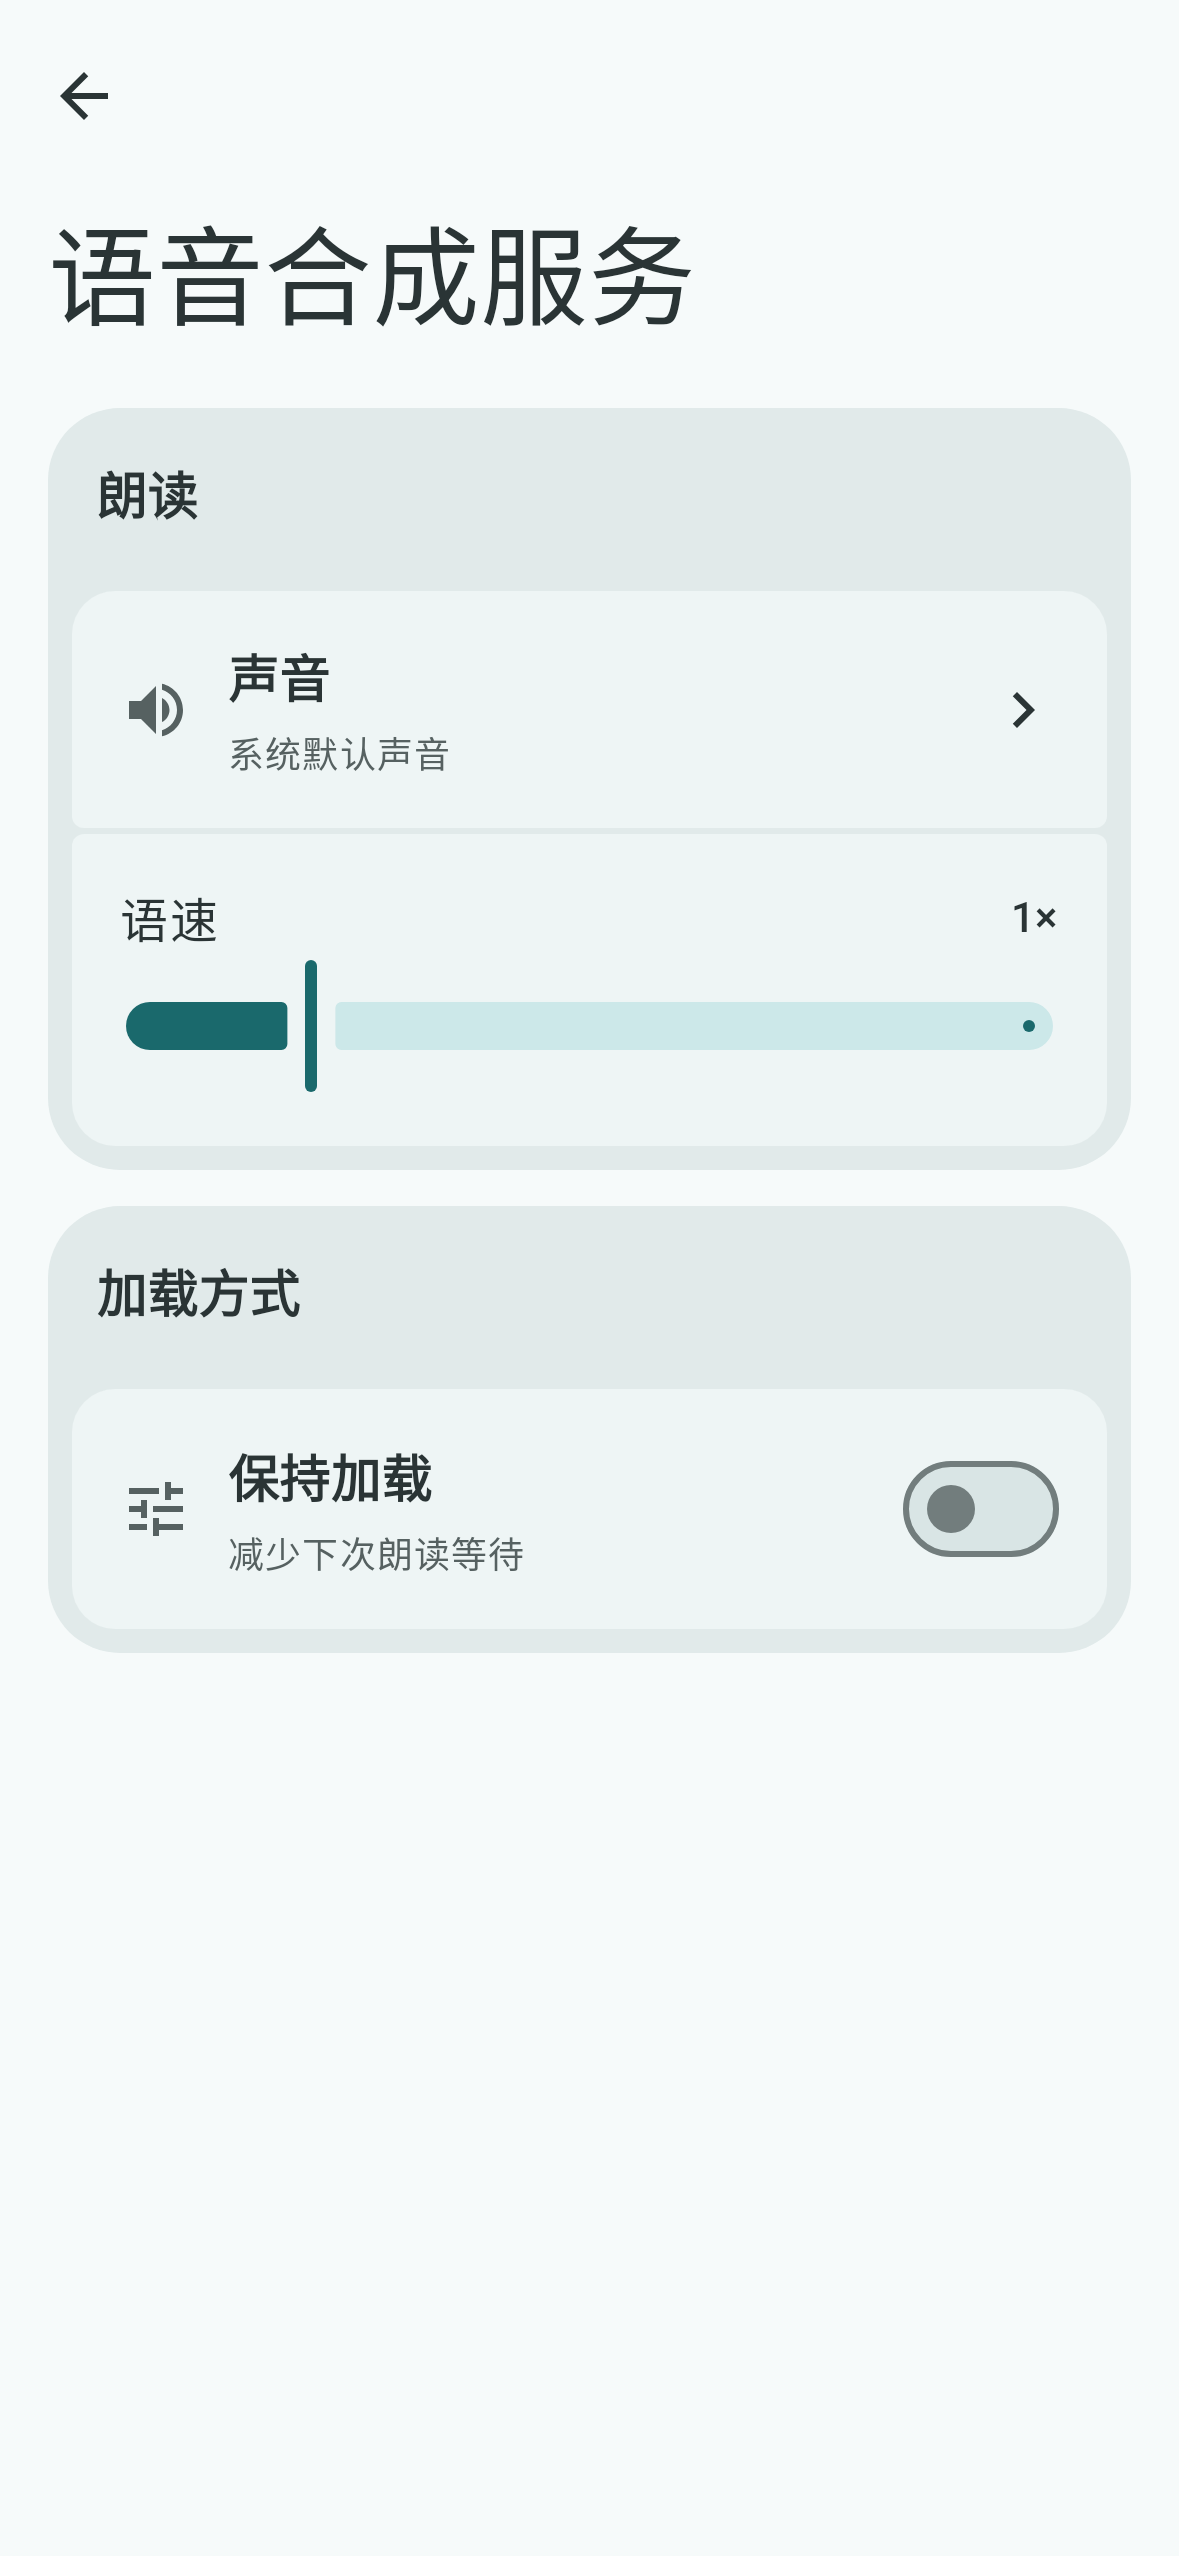 语音合成服务
朗读
声音
系统默认声音
语速 1×
加载方式
保持加载
减少下次朗读等待